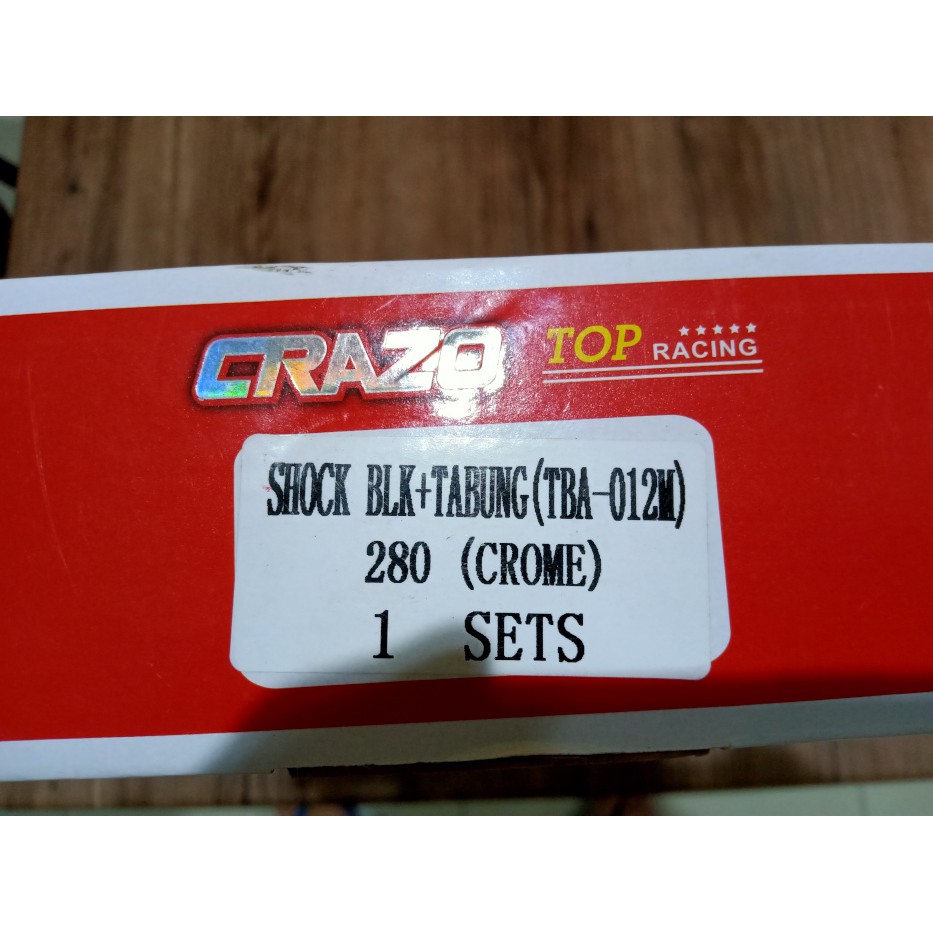 CRAZO TOP RACING
SHOCK BLK+TABUNG(TBA-012M)
280 (CROME)
1 SETS